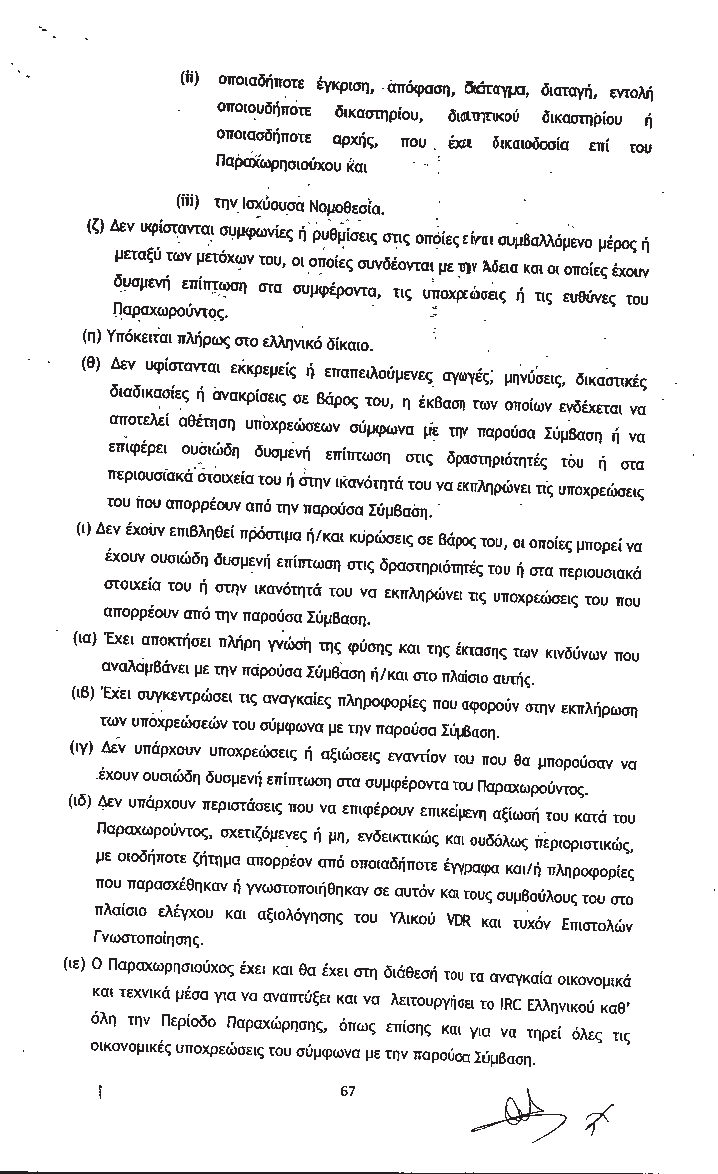 (ii) οποιαδήποτε έγκριση, απόφαση, διάταγμα, διαταγή, εντολή
οποιουδήποτε δικαστηρίου, διαιτητικού δικαστηρίου ή
οποιασδήποτε αρχής, που έχει δικαιοδοσία επί του
Παραχωρησιούχου και
(iii) την Ισχύουσα Νομοθεσία.
(ζ) Δεν υφίστανται συμφωνίες ή ρυθμίσεις στις οποίες είναι συμβαλλόμενο μέρος ή
μεταξύ των μετόχων του, οι οποίες συνδέονται με την Άδεια και οι οποίες έχουν
δυσμενή επίπτωση στα συμφέροντα, τις υποχρεώσεις ή τις ευθύνες του
Παραχωρούντος.
(η) Υπόκειται πλήρως στο ελληνικό δίκαιο.
(θ) Δεν υφίστανται εκκρεμείς ή επαπειλούμενες αγωγές, μηνύσεις, δικαστικές
διαδικασίες ή ανακρίσεις σε βάρος του, η έκβαση των οποίων ενδέχεται να
αποτελεί αθέτηση υποχρεώσεων σύμφωνα με την παρούσα Σύμβαση ή να
επιφέρει ουσιώδη δυσμενή επίπτωση στις δραστηριότητές του ή στα
περιουσιακά στοιχεία του ή στην ικανότητά του να εκπληρώνει τις υποχρεώσεις
του που απορρέουν από την παρούσα Σύμβαση.
(ι) Δεν έχουν επιβληθεί πρόστιμα ή/και κυρώσεις σε βάρος του, οι οποίες μπορεί να
έχουν ουσιώδη δυσμενή επίπτωση στις δραστηριότητές του ή στα περιουσιακά
στοιχεία του ή στην ικανότητά του να εκπληρώνει τις υποχρεώσεις του που
απορρέουν από την παρούσα Σύμβαση.
(ια) Έχει αποκτήσει πλήρη γνώση της φύσης και της έκτασης των κινδύνων που
αναλαμβάνει με την παρούσα Σύμβαση ή/και στο πλαίσιο αυτής.
(ιβ) Έχει συγκεντρώσει τις αναγκαίες πληροφορίες που αφορούν στην εκπλήρωση
των υποχρεώσεών του σύμφωνα με την παρούσα Σύμβαση.
(ιγ) Δεν υπάρχουν υποχρεώσεις ή αξιώσεις εναντίον του που θα μπορούσαν να
έχουν ουσιώδη δυσμενή επίπτωση στα συμφέροντα του Παραχωρούντος.
(ιδ) Δεν υπάρχουν περιστάσεις που να επιφέρουν επικείμενη αξίωσή του κατά του
Παραχωρούντος, σχετιζόμενες ή μη, ενδεικτικώς και ουδόλως περιοριστικώς,
με οιοδήποτε ζήτημα απορρέον από οποιαδήποτε έγγραφα και/ή πληροφορίες
που παρασχέθηκαν ή γνωστοποιήθηκαν σε αυτόν και τους συμβούλους του στο
πλαίσιο ελέγχου και αξιολόγησης του Υλικού VDR και τυχόν Επιστολών
Γνωστοποίησης.
(ιε) Ο Παραχωρησιούχος έχει και θα έχει στη διάθεσή του τα αναγκαία οικονομικά
και τεχνικά μέσα για να αναπτύξει και να λειτουργήσει το IRC Ελληνικού καθ'
όλη την Περίοδο Παραχώρησης, όπως επίσης και για να τηρεί όλες τις
οικονομικές υποχρεώσεις του σύμφωνα με την παρούσα Σύμβαση.
67